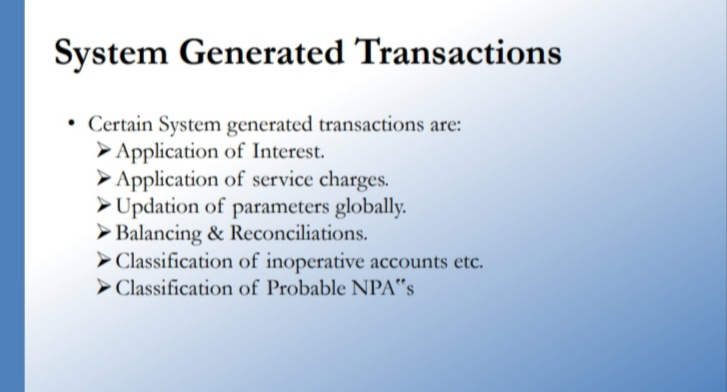 System Generated Transactions
• Certain System generated transactions are:
➤ Application of Interest.
➤ Application of service charges.
➤ Updation of parameters globally.
➤ Balancing & Reconciliations.
➤ Classification of inoperative accounts etc.
➤ Classification of Probable NPA‟s